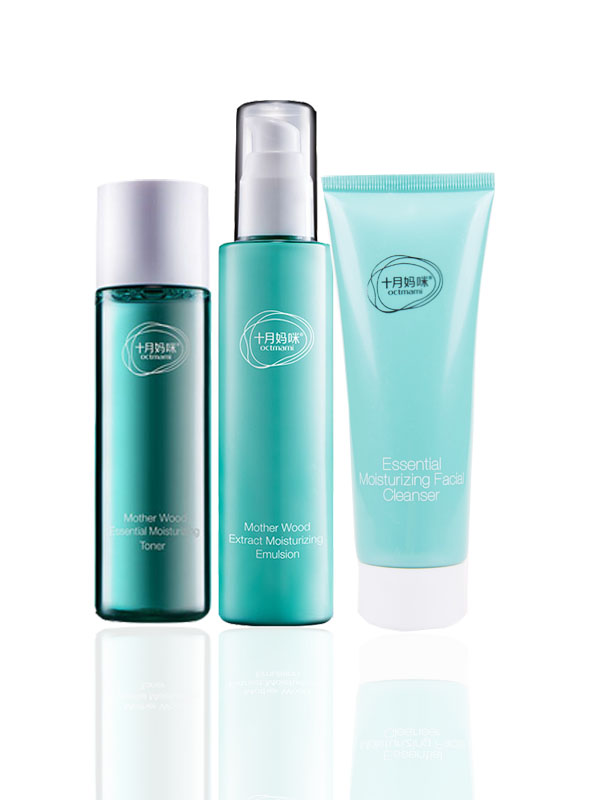 十月妈咪®
octmami
Mother Wood
Essential Moisturizing
Toner
十月妈咪®
octmami
Mother Wood
Extract Moisturizing
Emulsion
十月妈咪®
octmami
Essential
Moisturizing Facial
Cleanser